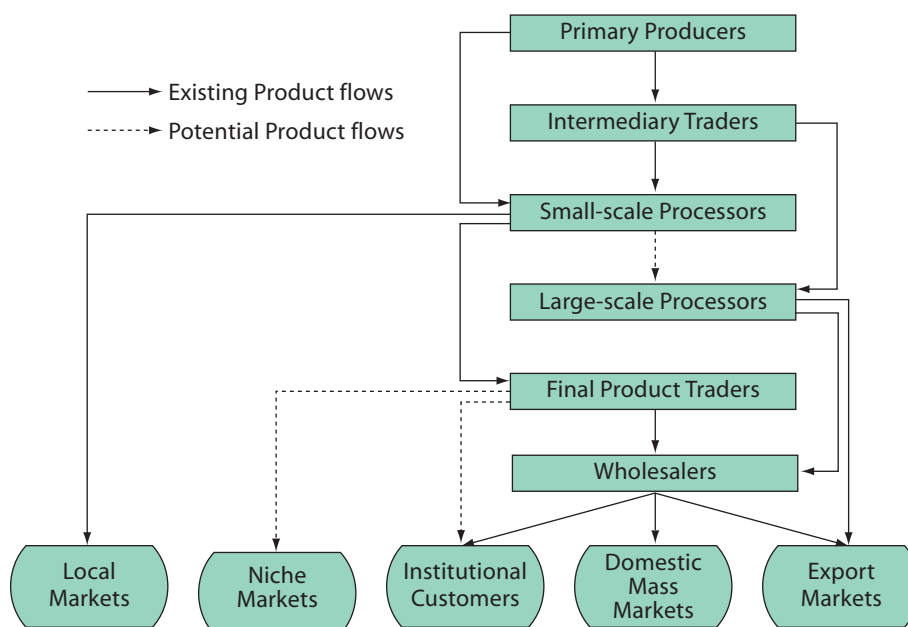 Primary Producers
Existing Product flows
Potential Product flows
Intermediary Traders
Small-scale Processors
Large-scale Processors
Final Product Traders
Wholesalers
Local
Markets
Niche
Markets
Institutional
Customers
Domestic
Mass
Markets
Export
Markets